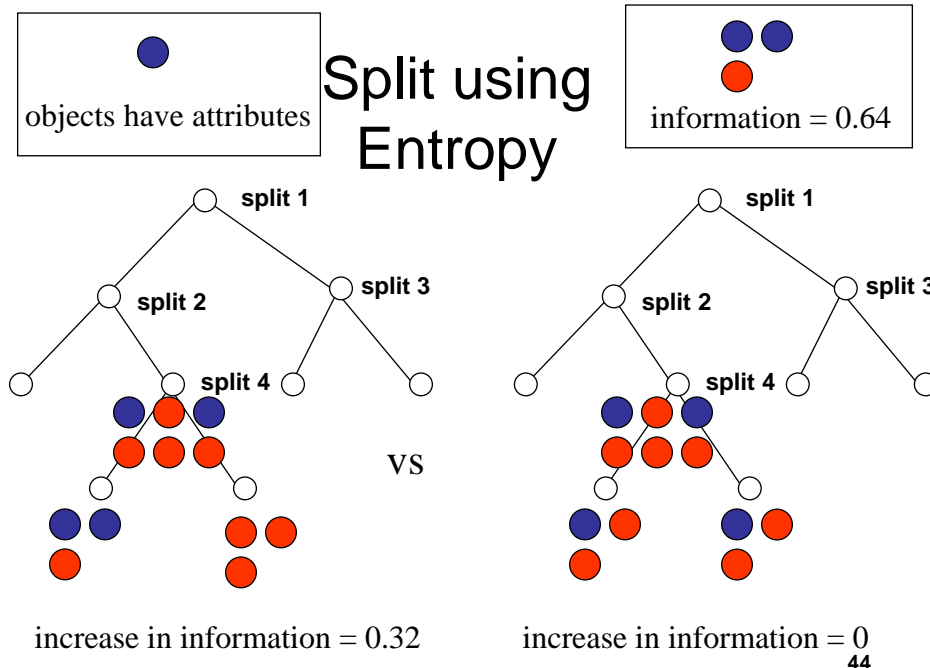 objects have attributes
Split using
Entropy
information = 0.64
split 1
split 2
split 3
split 4
split 1
split 2
split 3
split 4
vs
increase in information = 0.32
increase in information = 0
44